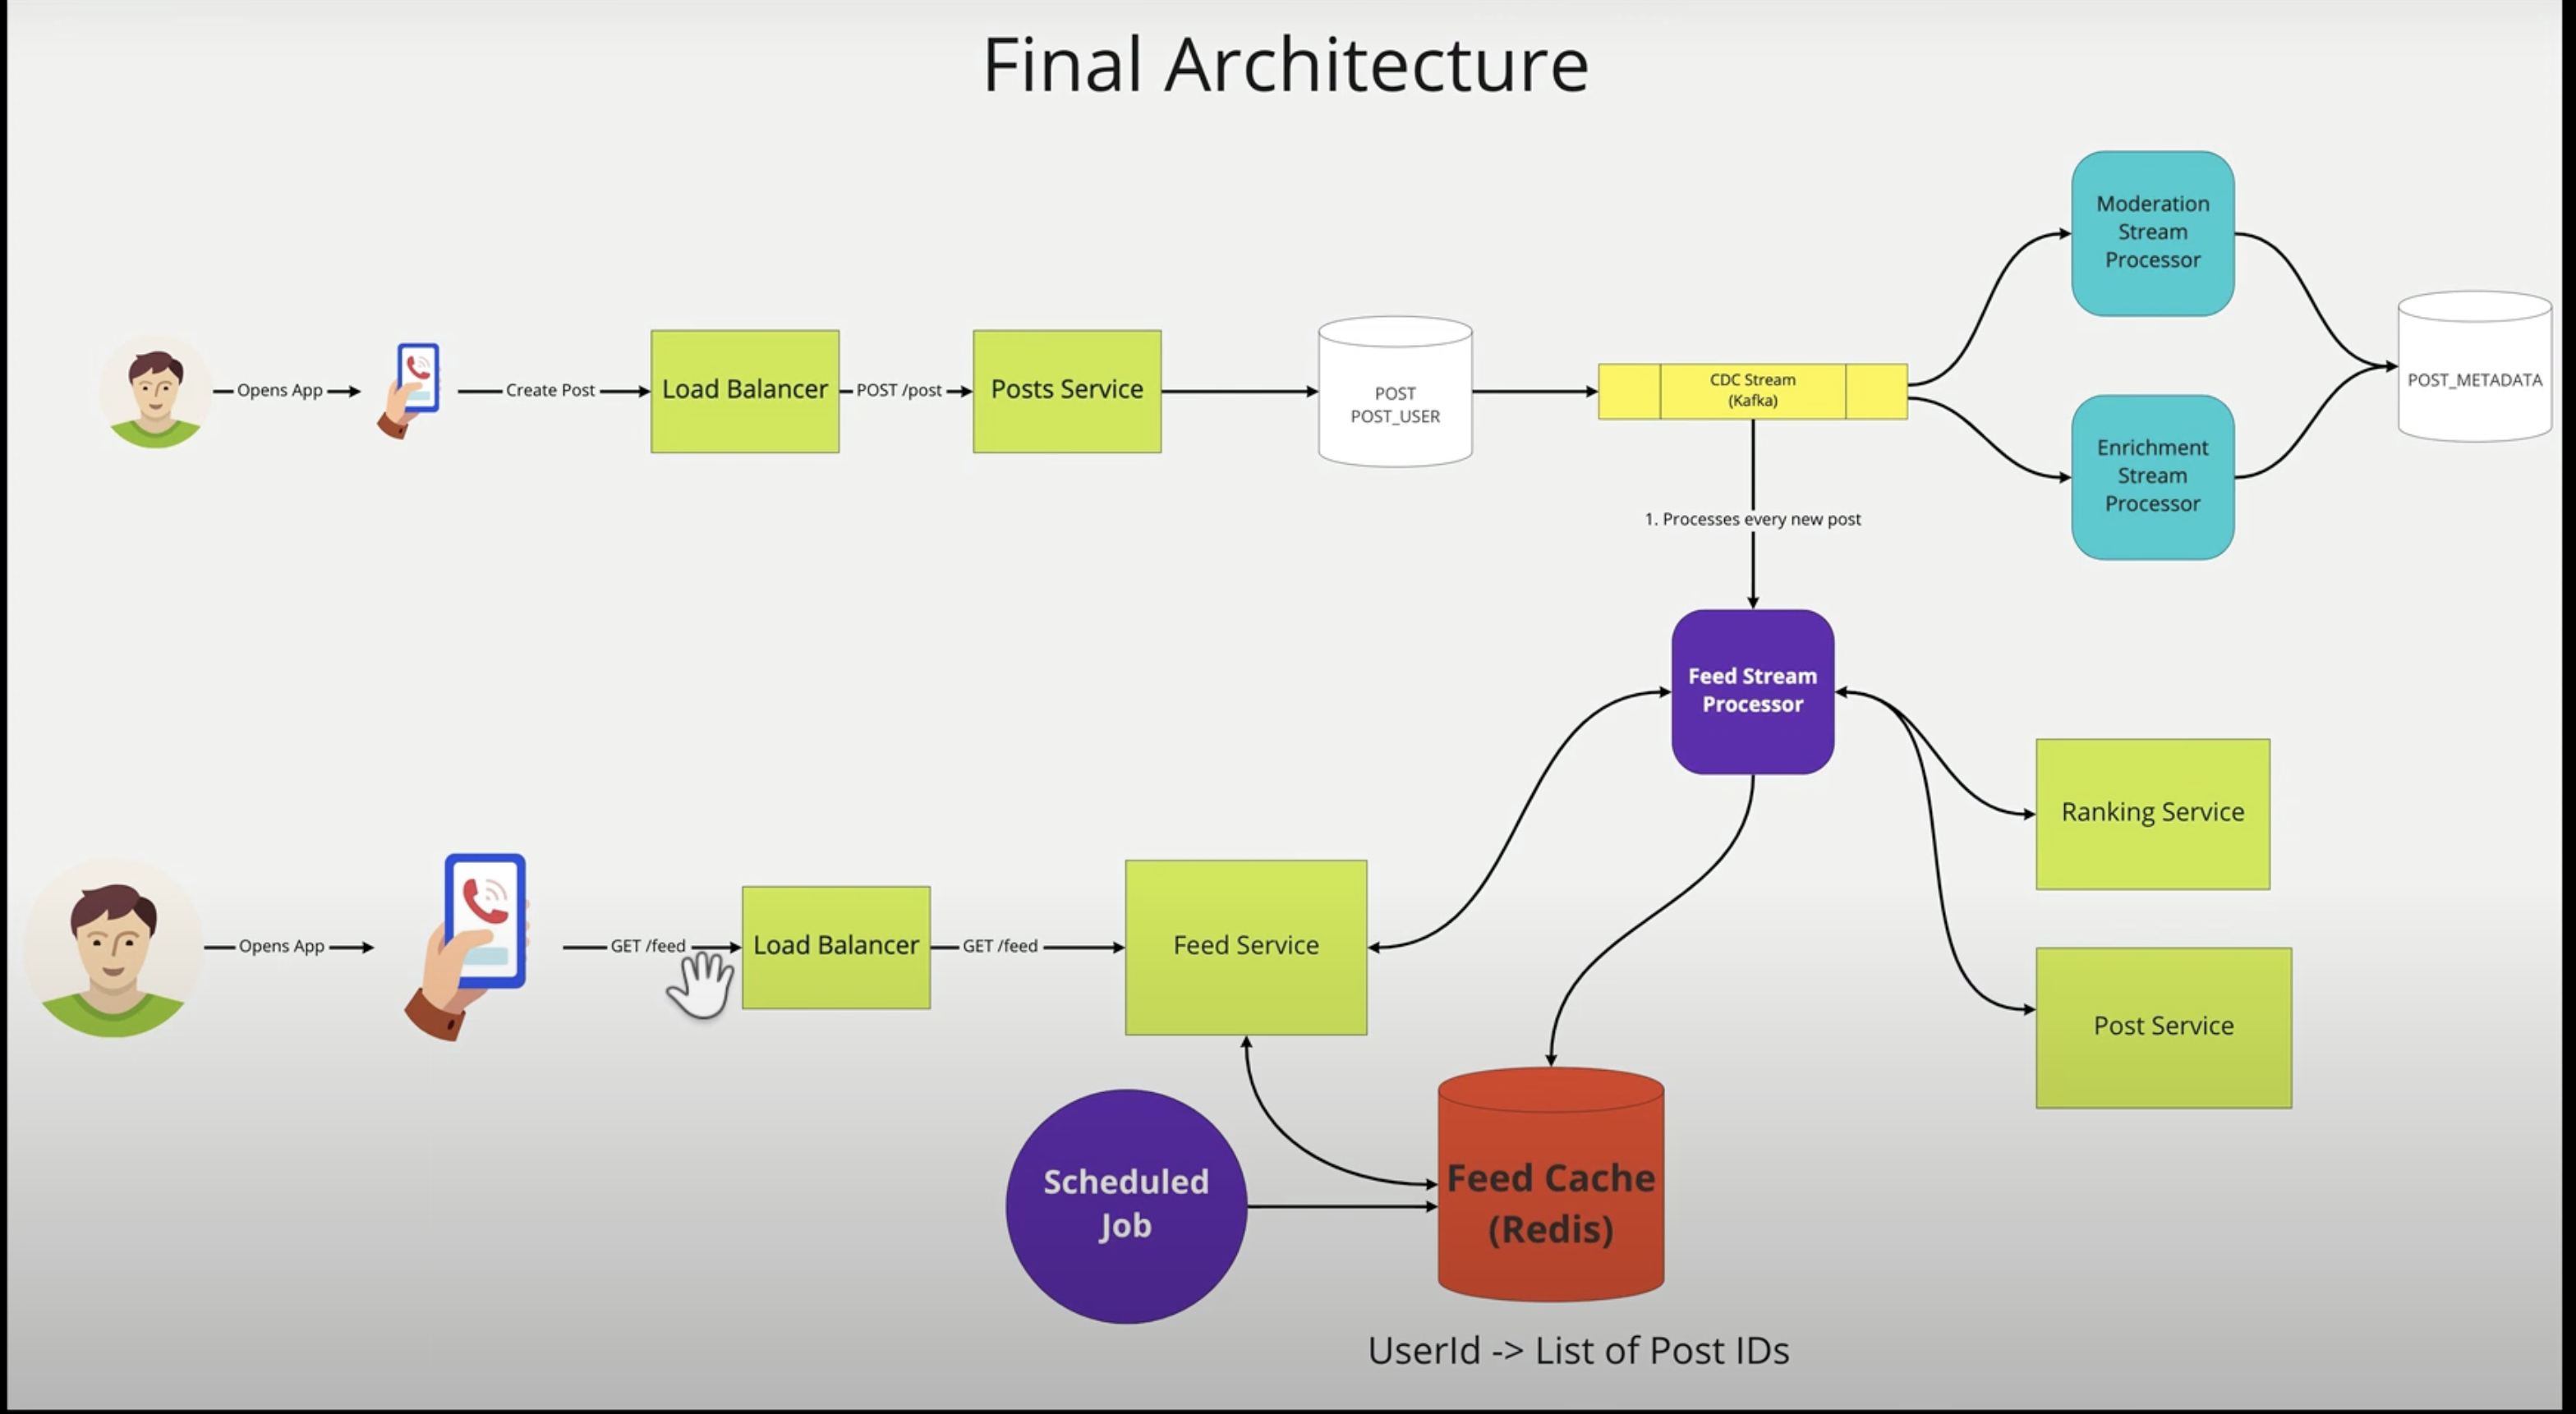 Final Architecture
Opens App
Create Post
Load Balancer
POST /post
Posts Service
POST
POST_USER
CDC Stream
(Kafka)
Moderation
Stream
Processor
Enrichment
Stream
Processor
POST_METADATA
1. Processes every new post
Feed Stream
Processor
Ranking Service
Post Service
Opens App
GET /feed
Load Balancer
GET /feed
Feed Service
Scheduled
Job
Feed Cache
(Redis)
UserId -> List of Post IDs